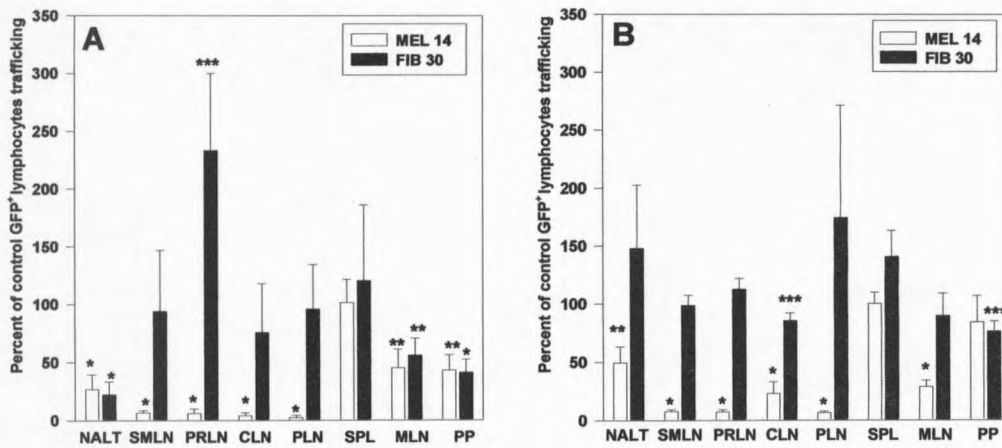 A
MEL 14
FIB 30
Percent of control GFP+ lymphocytes trafficking
350
300
250
200
150
100
50
0
* * * * *** * * ** ** ** *
NALT SMLN PRLN CLN PLN SPL MLN PP
B
MEL 14
FIB 30
Percent of control GFP+ lymphocytes trafficking
350
300
250
200
150
100
50
0
** * * * *** * * ***
NALT SMLN PRLN CLN PLN SPL MLN PP